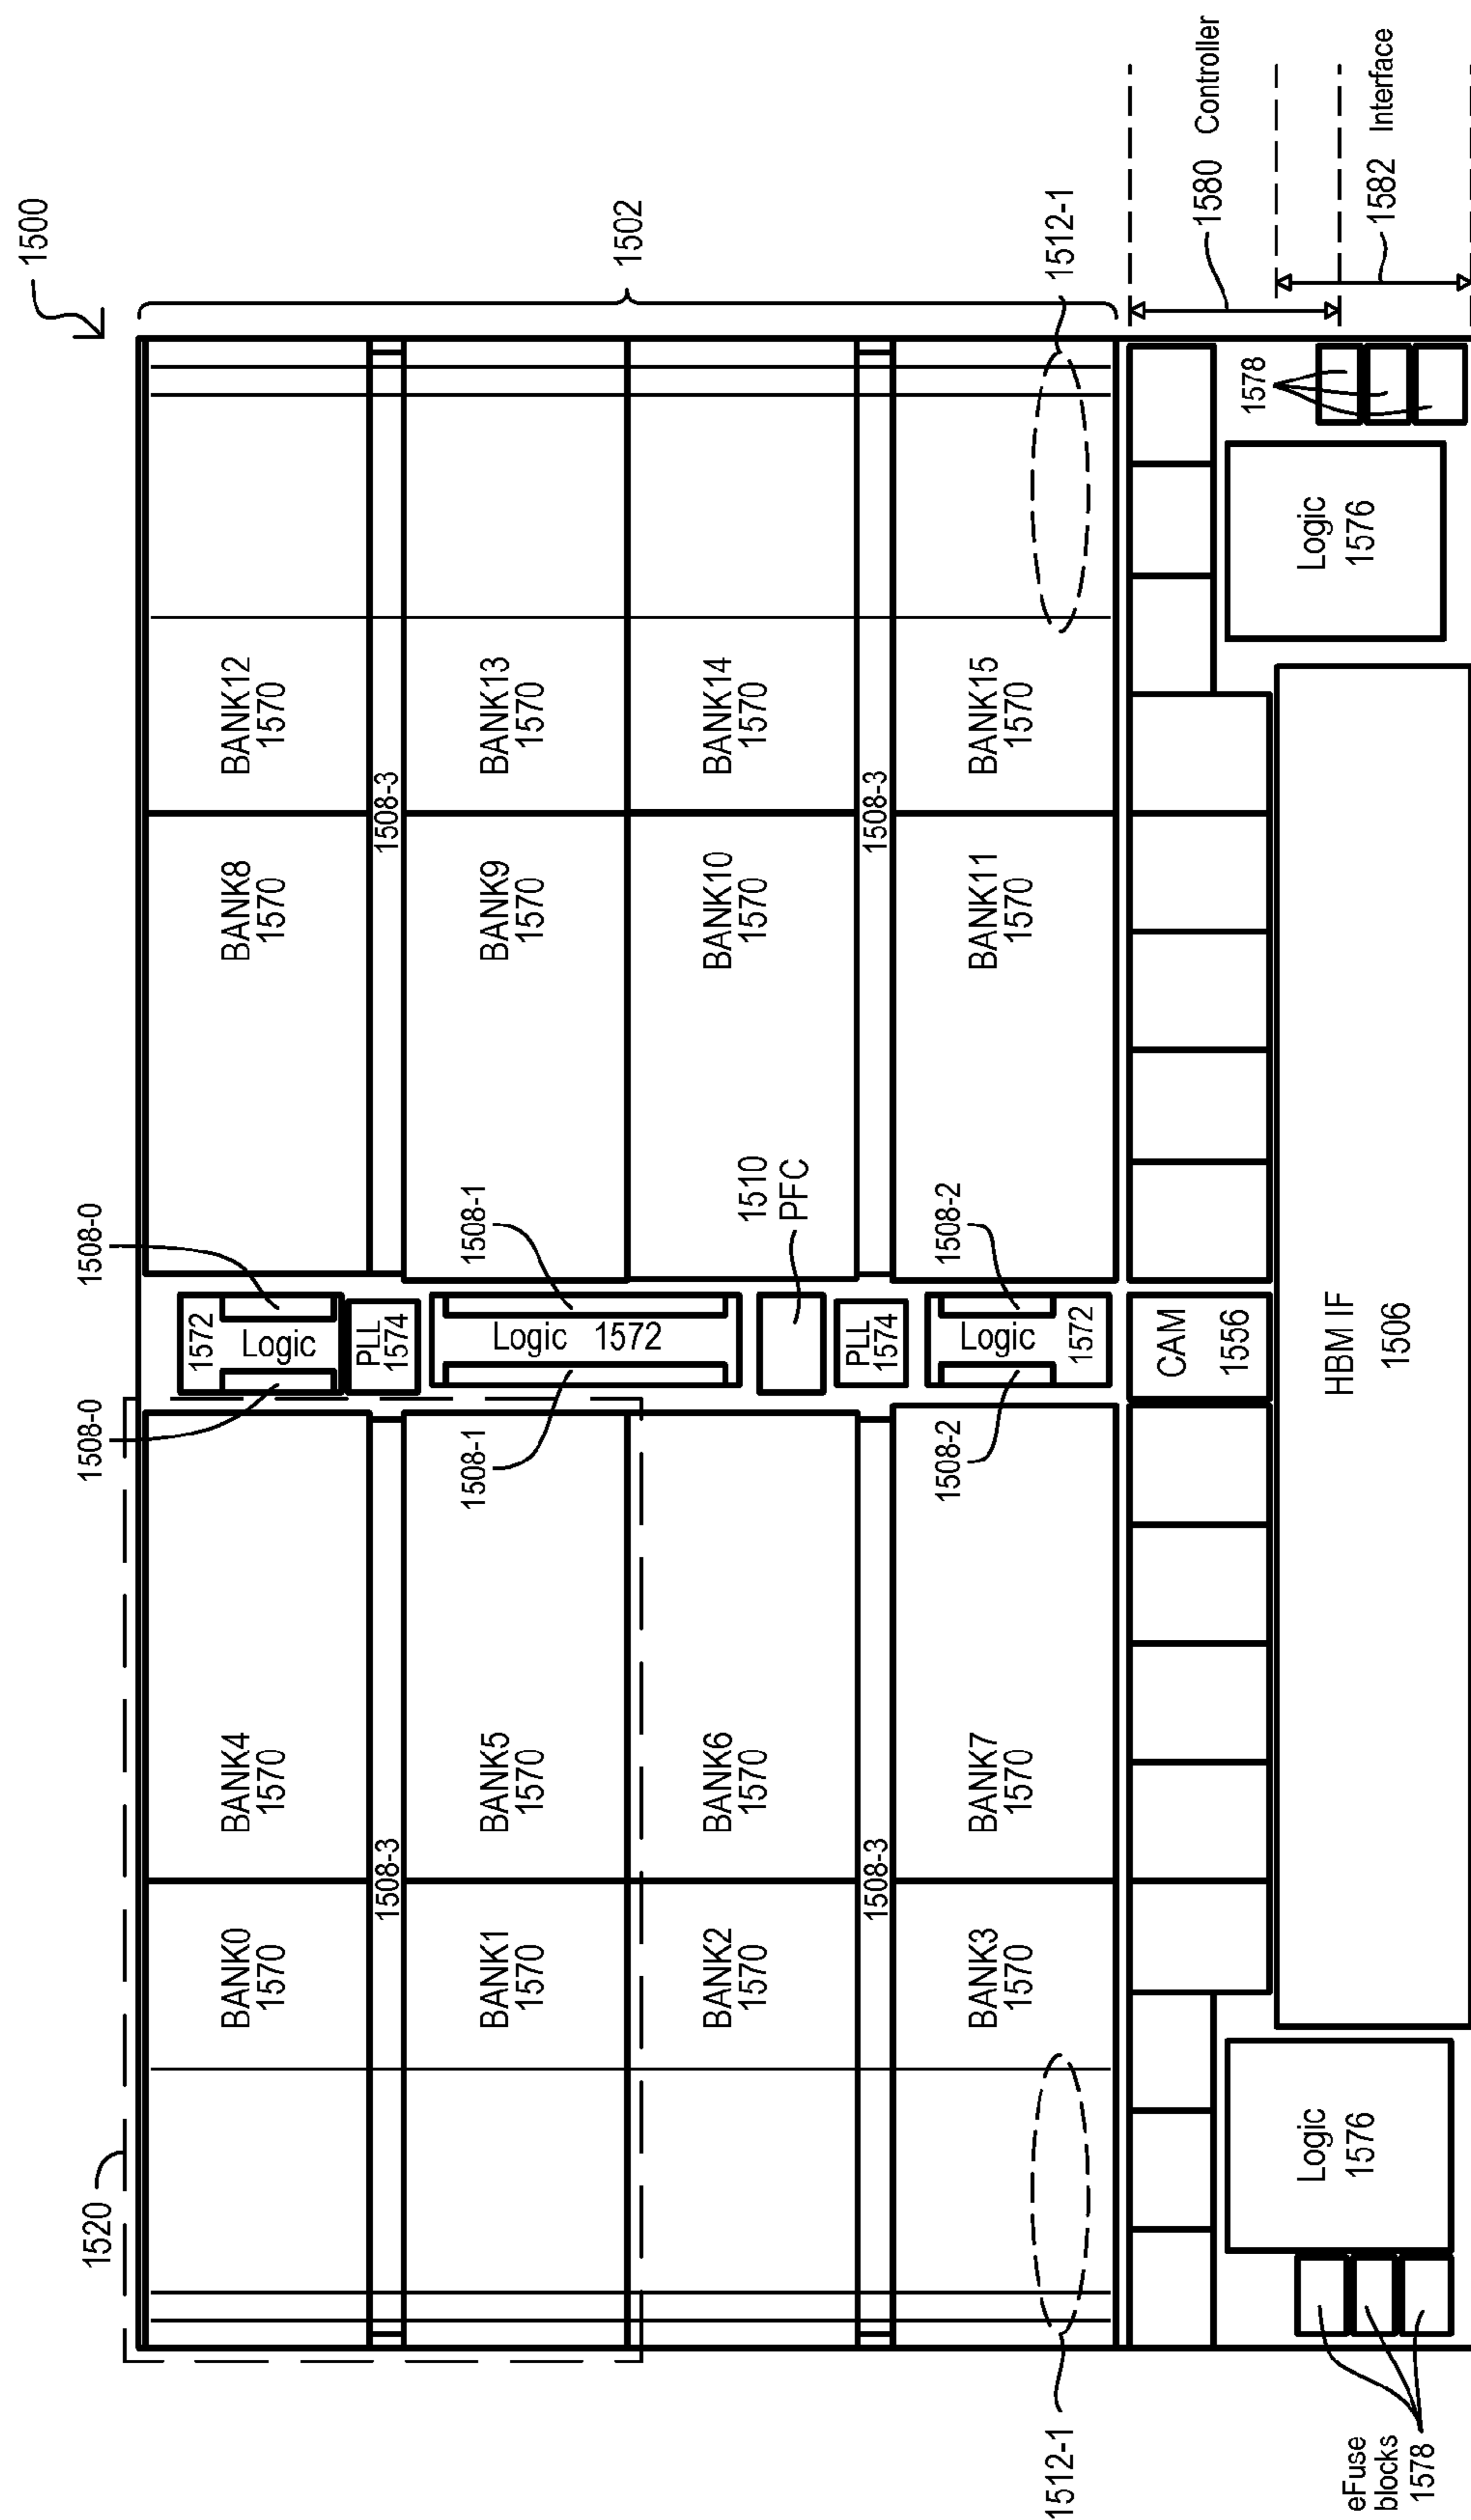 1500
1520
1508-0
1508-0
1572
Logic
BANK0
1570
BANK4
1570
BANK8
1570
BANK12
1570
1508-3
PLL
1574
1508-3
BANK1
1570
BANK5
1570
1508-1
Logic 1572
1508-1
BANK9
1570
BANK13
1570
1502
BANK2
1570
BANK6
1570
1510
PFC
BANK10
1570
BANK14
1570
1508-3
PLL
1574
1508-3
BANK3
1570
BANK7
1570
1508-2
Logic
1572
1508-2
BANK11
1570
BANK15
1570
1512-1
1512-1
CAM
1556
1580 Controller
1578
Logic
1576
HBM IF
1506
Logic
1576
1582 Interface
eFuse
blocks
1578